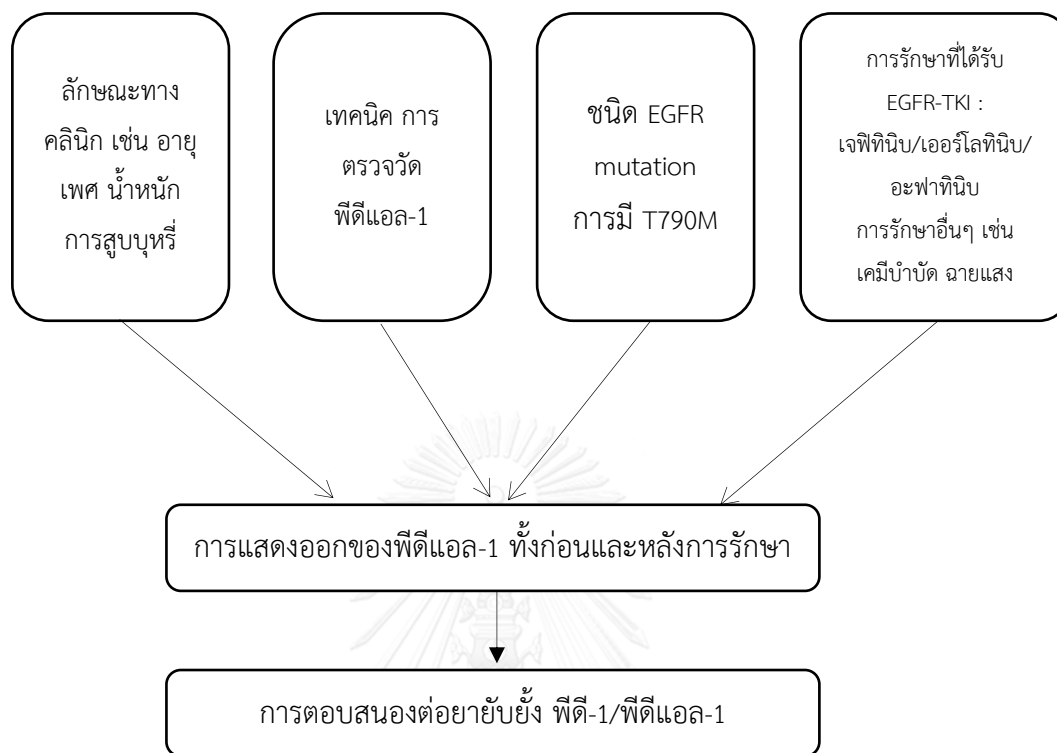 ลักษณะทาง
คลินิก เช่น อายุ
เพศ น้ำหนัก
การสูบบุหรี่
เทคนิค การ
ตรวจวัด
พีดีแอล-1
ชนิด EGFR
mutation
การมี T790M
การรักษาที่ได้รับ
EGFR-TKI :
เจฟิทินิบ/เออร์โลทินิบ/
อะฟาทินิบ
การรักษาอื่นๆ เช่น
เคมีบำบัด ฉายแสง
การแสดงออกของพีดีแอล-1 ทั้งก่อนและหลังการรักษา
การตอบสนองต่อยายับยั้ง พีดี-1/พีดีแอล-1